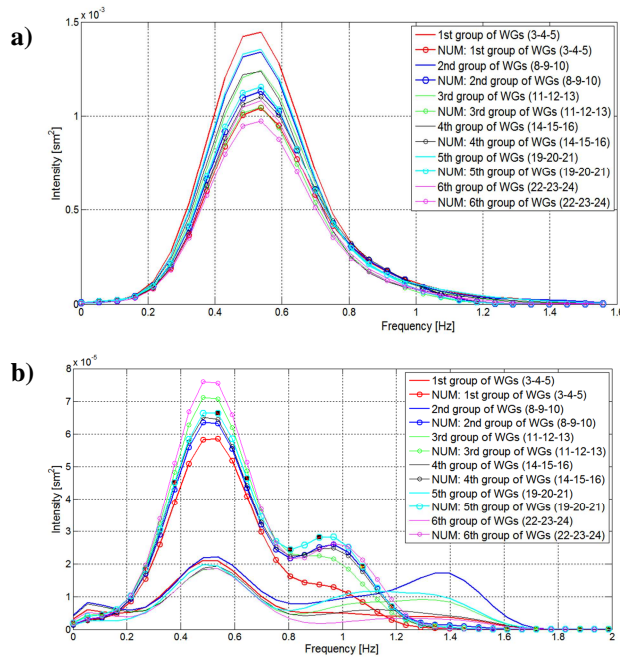 a)
x 10⁻³
1.5
1
0.5
0
Intensity [sm²]
0 0.2 0.4 0.6 0.8 1 1.2 1.4 1.6
Frequency [Hz]
1st group of WGs (3-4-5)
NUM: 1st group of WGs (3-4-5)
2nd group of WGs (8-9-10)
NUM: 2nd group of WGs (8-9-10)
3rd group of WGs (11-12-13)
NUM: 3rd group of WGs (11-12-13)
4th group of WGs (14-15-16)
NUM: 4th group of WGs (14-15-16)
5th group of WGs (19-20-21)
NUM: 5th group of WGs (19-20-21)
6th group of WGs (22-23-24)
NUM: 6th group of WGs (22-23-24)
b)
x 10⁻⁵
8
7
6
5
4
3
2
1
0
Intensity [sm²]
0 0.2 0.4 0.6 0.8 1 1.2 1.4 1.6 1.8 2
Frequency [Hz]
1st group of WGs (3-4-5)
NUM: 1st group of WGs (3-4-5)
2nd group of WGs (8-9-10)
NUM: 2nd group of WGs (8-9-10)
3rd group of WGs (11-12-13)
NUM: 3rd group of WGs (11-12-13)
4th group of WGs (14-15-16)
NUM: 4th group of WGs (14-15-16)
5th group of WGs (19-20-21)
NUM: 5th group of WGs (19-20-21)
6th group of WGs (22-23-24)
NUM: 6th group of WGs (22-23-24)